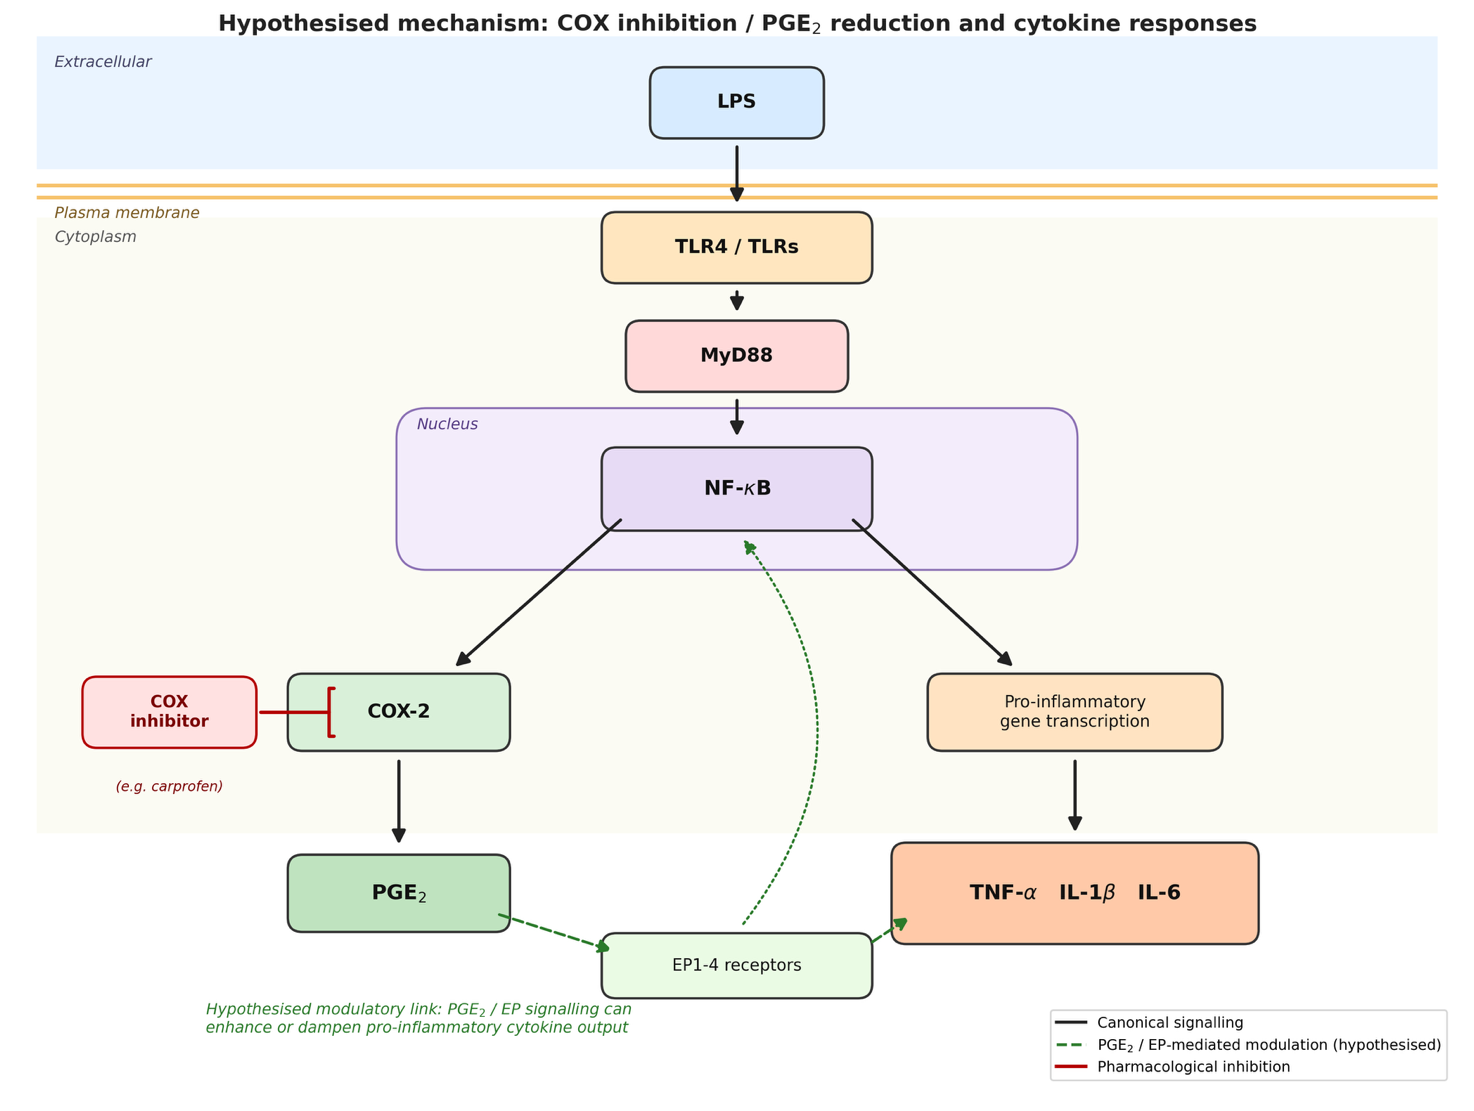 Hypothesised mechanism: COX inhibition / PGE₂ reduction and cytokine responses
Extracellular
LPS
Plasma membrane
Cytoplasm
TLR4 / TLRs
MyD88
Nucleus
NF-κB
COX
inhibitor
(e.g. carprofen)
COX-2
Pro-inflammatory
gene transcription
PGE₂
TNF-α IL-1β IL-6
EP1-4 receptors
Hypothesised modulatory link: PGE₂ / EP signalling can
enhance or dampen pro-inflammatory cytokine output
Canonical signalling
PGE₂ / EP-mediated modulation (hypothesised)
Pharmacological inhibition